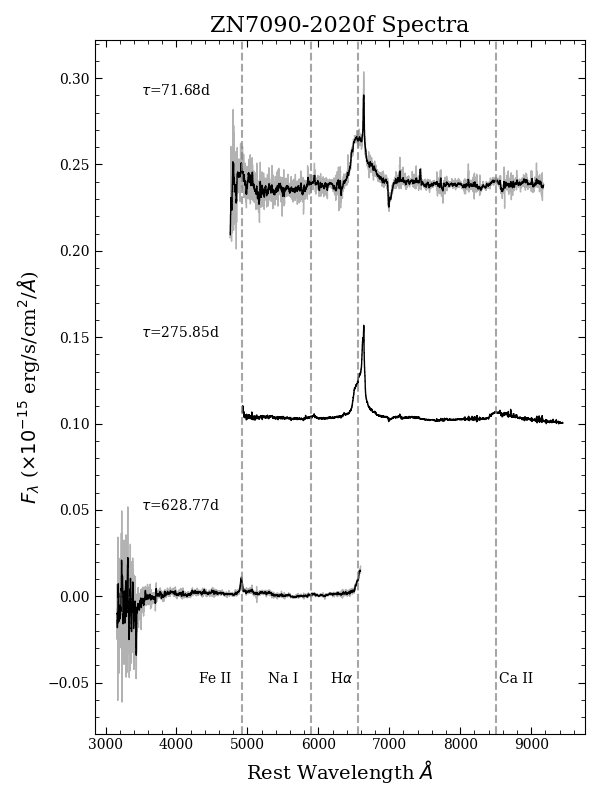 ZN7090-2020f Spectra
τ=71.68d
τ=275.85d
τ=628.77d
Fe II
Na I
Hα
Ca II
0.30
0.25
0.20
0.15
0.10
0.05
0.00
−0.05
3000 4000 5000 6000 7000 8000 9000
Rest Wavelength Å
F_λ (×10⁻¹⁵ erg/s/cm²/Å)